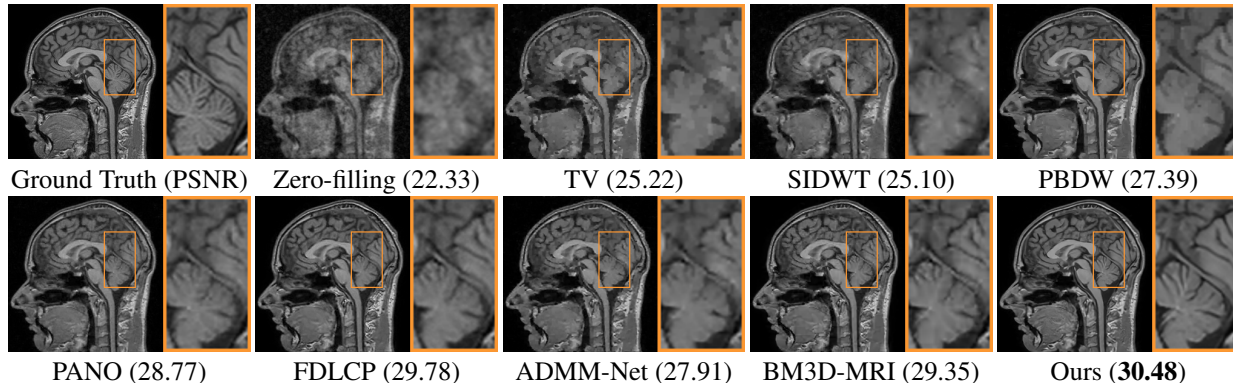 Ground Truth (PSNR) Zero-filling (22.33) TV (25.22) SIDWT (25.10) PBDW (27.39)
PANO (28.77) FDLCP (29.78) ADMM-Net (27.91) BM3D-MRI (29.35) Ours (30.48)